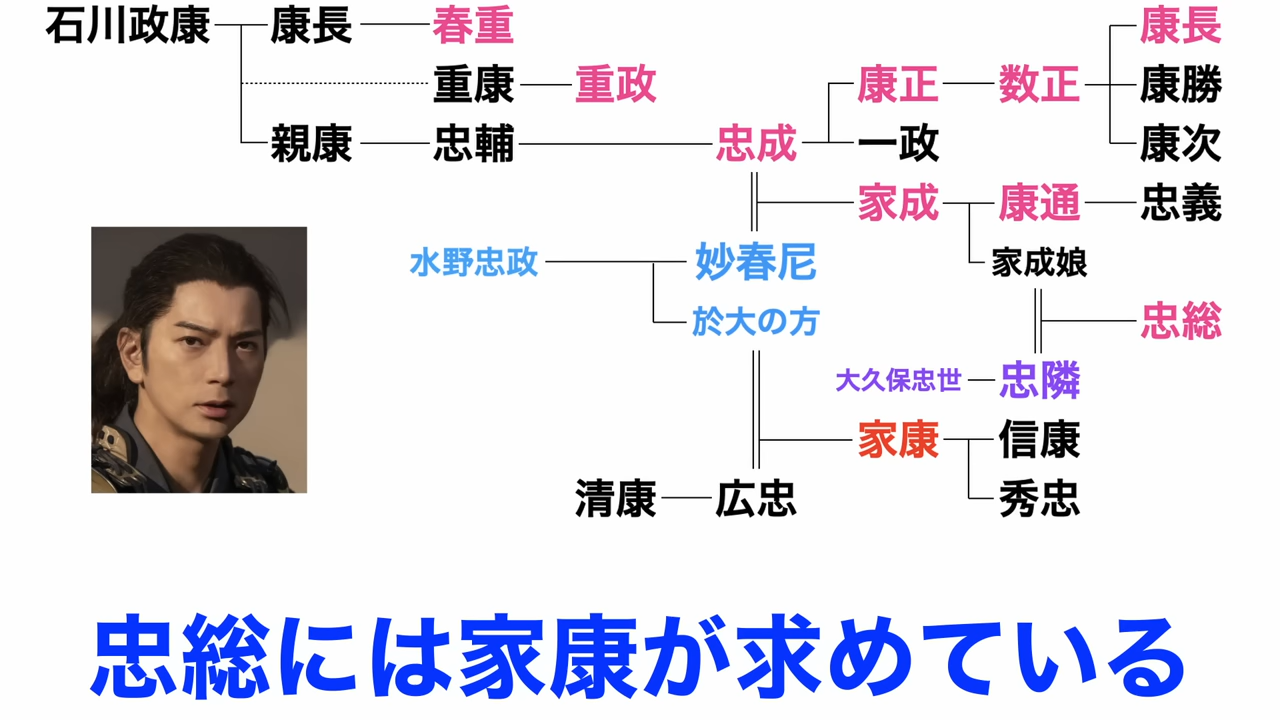 石川政康 康長 春重 康長
重康 重政 康正 数正 康勝
親康 忠輔 忠成 一政 康次
家成 康通 忠義
水野忠政 妙春尼 家成娘
於大の方 忠総
大久保忠世 忠隣
家康 信康
清康 広忠 秀忠
忠総には家康が求めている